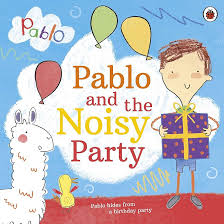 pablo
Pablo
and the
Noisy
Party
Pablo hides from
a birthday party